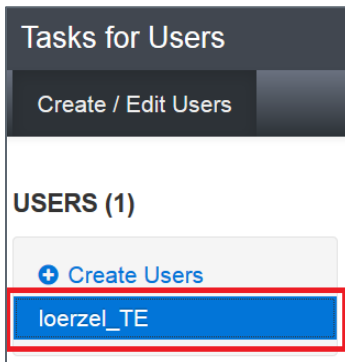 Tasks for Users
Create / Edit Users
USERS (1)
Create Users
loerzel_TE